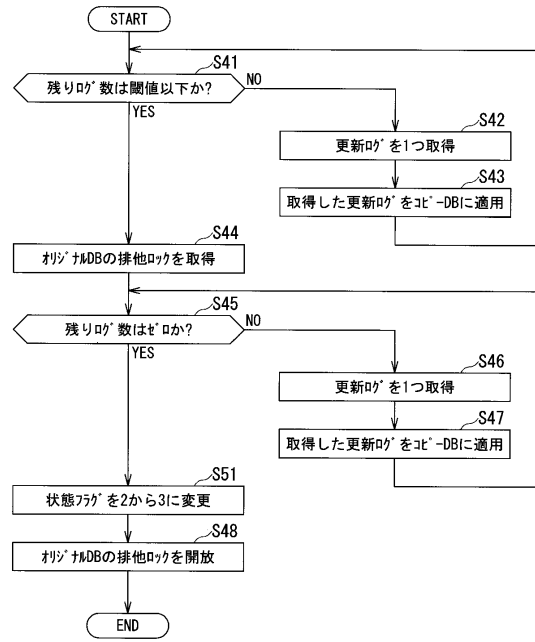 START
S41
残りﾛｸﾞ数は閾値以下か?
NO
YES
S42
更新ﾛｸﾞを1つ取得
S43
取得した更新ﾛｸﾞをｺﾋﾟｰDBに適用
S44
ｵﾘｼﾞﾅﾙDBの排他ﾛｯｸを取得
S45
残りﾛｸﾞ数はｾﾞﾛか?
NO
YES
S46
更新ﾛｸﾞを1つ取得
S47
取得した更新ﾛｸﾞをｺﾋﾟｰDBに適用
S51
状態ﾌﾗｸﾞを2から3に変更
S48
ｵﾘｼﾞﾅﾙDBの排他ﾛｯｸを開放
END